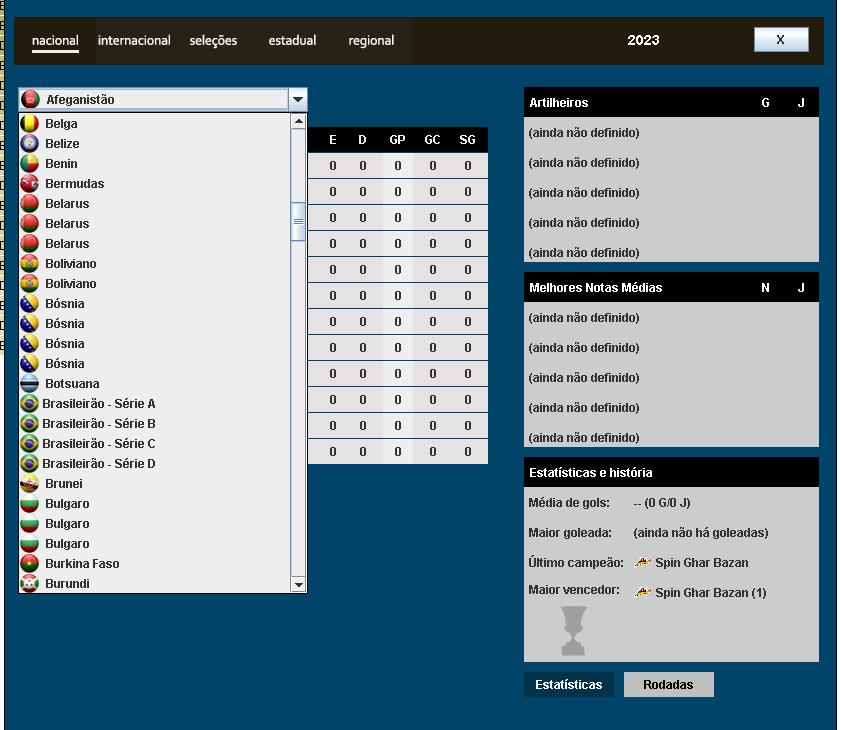 nacional internacional seleções estadual regional 2023 X
Afeganistão
Belga
Belize
Benin
Bermudas
Belarus
Belarus
Belarus
Boliviano
Boliviano
Bósnia
Bósnia
Bósnia
Bósnia
Botsuana
Brasileirão - Série A
Brasileirão - Série B
Brasileirão - Série C
Brasileirão - Série D
Brunei
Bulgaro
Bulgaro
Bulgaro
Burkina Faso
Burundi
E D GP GC SG
0 0 0 0 0
0 0 0 0 0
0 0 0 0 0
0 0 0 0 0
0 0 0 0 0
0 0 0 0 0
0 0 0 0 0
0 0 0 0 0
0 0 0 0 0
0 0 0 0 0
0 0 0 0 0
0 0 0 0 0
Artilheiros G J
(ainda não definido)
(ainda não definido)
(ainda não definido)
(ainda não definido)
(ainda não definido)
Melhores Notas Médias N J
(ainda não definido)
(ainda não definido)
(ainda não definido)
(ainda não definido)
(ainda não definido)
Estatísticas e história
Média de gols: -- (0 G/0 J)
Maior goleada: (ainda não há goleadas)
Último campeão: Spin Ghar Bazan
Maior vencedor: Spin Ghar Bazan (1)
Estatísticas Rodadas